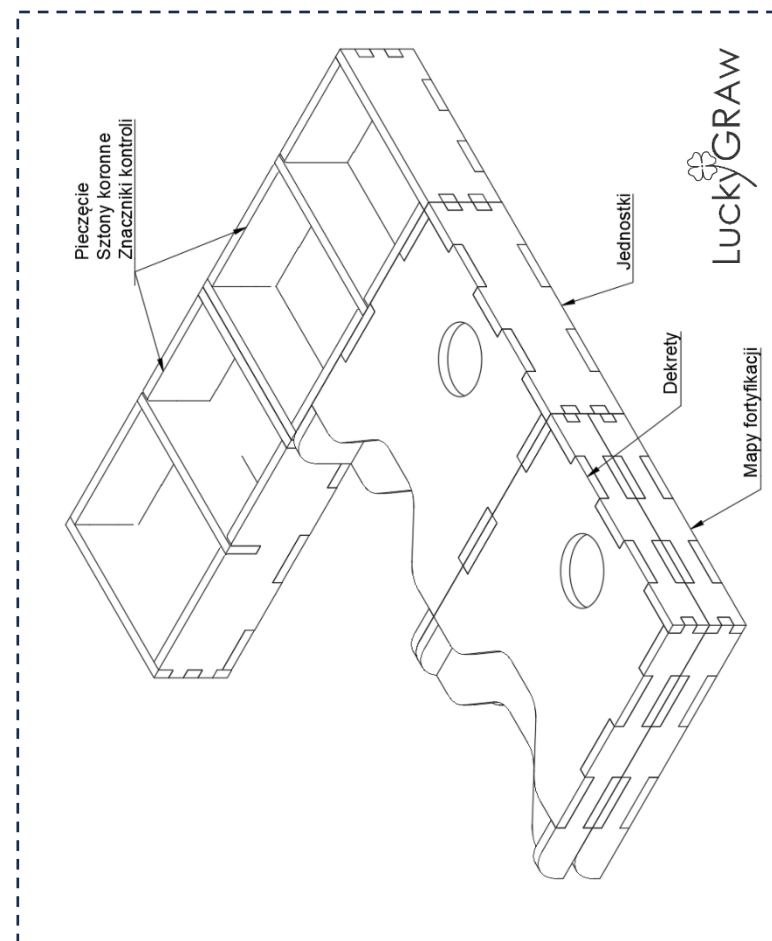 Pieczęcie
Sztony koronne
Znaczniki kontroli
Jednostki
Dekrety
Mapy fortyfikacji
LUCKYGRAW